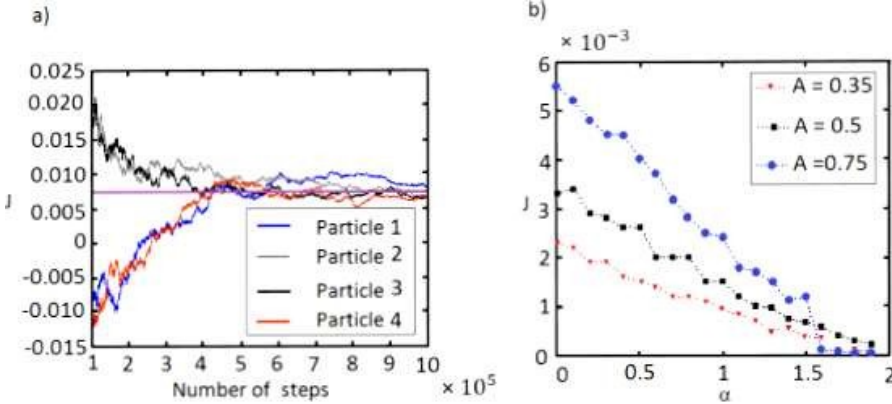 a)
0.025
0.020
0.015
0.010
0.005
0
-0.005
-0.010
-0.015
J
1 2 3 4 5 6 7 8 9 10
Number of steps
× 10⁵
Particle 1
Particle 2
Particle 3
Particle 4
b)
× 10⁻³
6
5
4
3
2
1
0
J
0 0.5 1 1.5 2
α
A = 0.35
A = 0.5
A =0.75